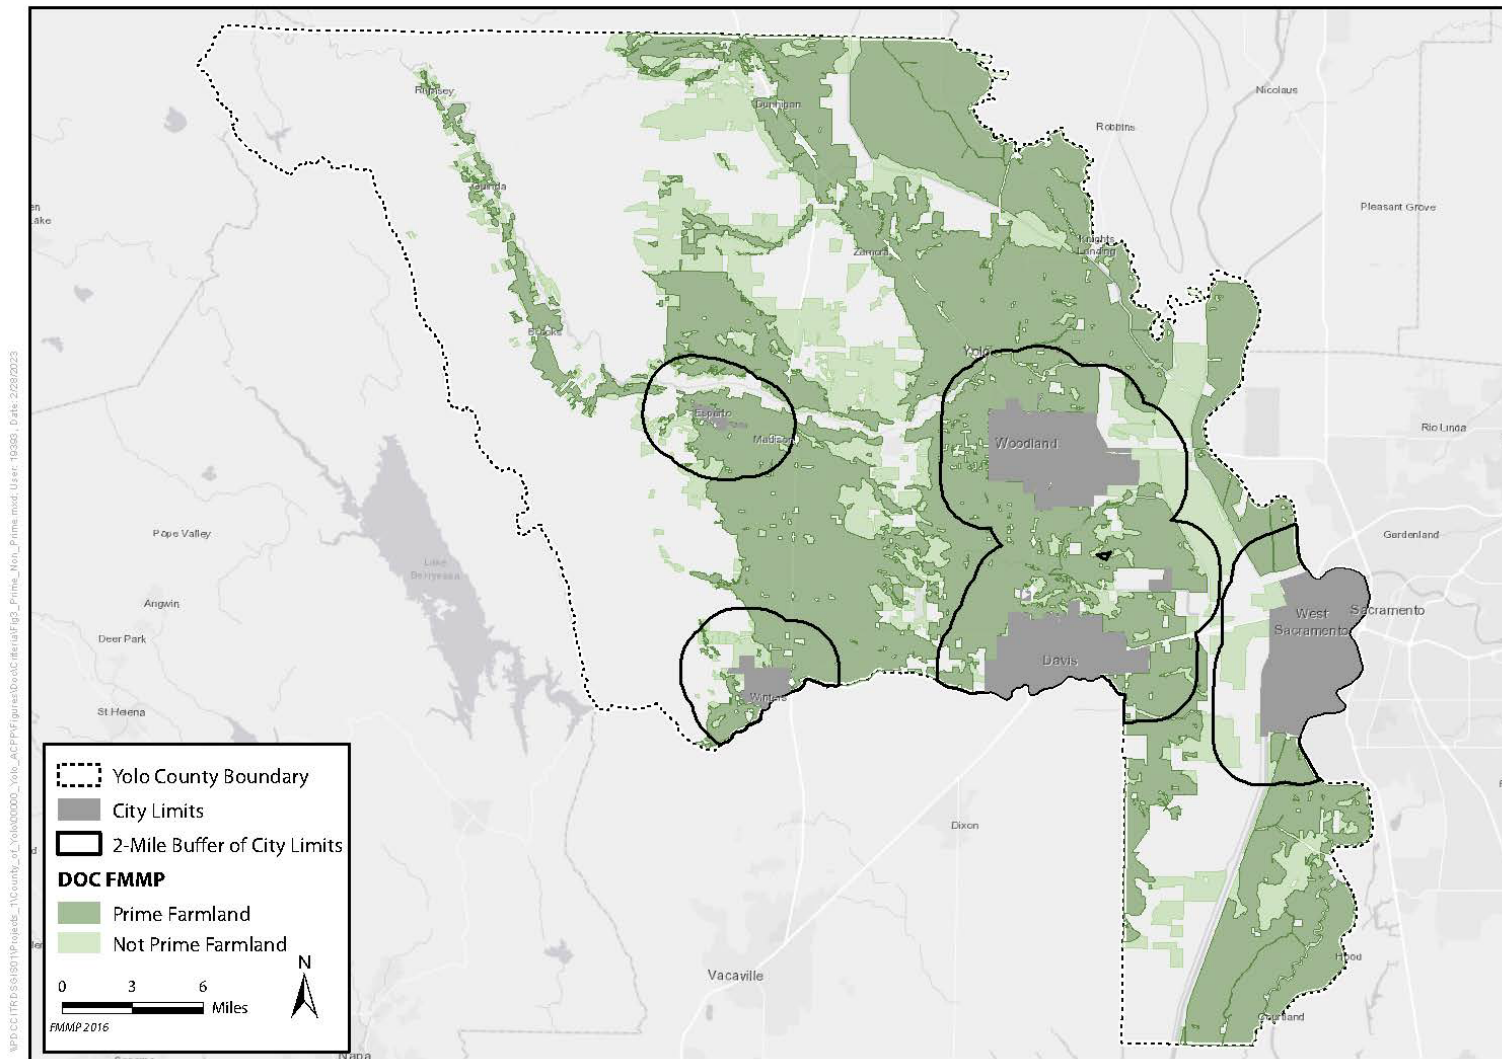 Nicolaus
Rumsey
Dunnigan
Robbins
Guinda
Pleasant Grove
Lake
Knights
Landing
Zamora
Brooks
Yolo
Esparto
Madison
Woodland
Rio Linda
Pope Valley
Gardenland
Lake
Berryessa
Angwin
West
Sacramento
Sacramento
Deer Park
Davis
Winters
St Helena
Dixon
Vacaville
Hood
Courtland
Napa
Yolo County Boundary
City Limits
2-Mile Buffer of City Limits
DOC FMMP
Prime Farmland
Not Prime Farmland
N
0 3 6
Miles
FMMP 2016